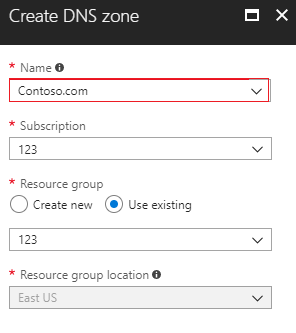 Create DNS zone
* Name
Contoso.com
* Subscription
123
* Resource group
Create new Use existing
123
* Resource group location
East US